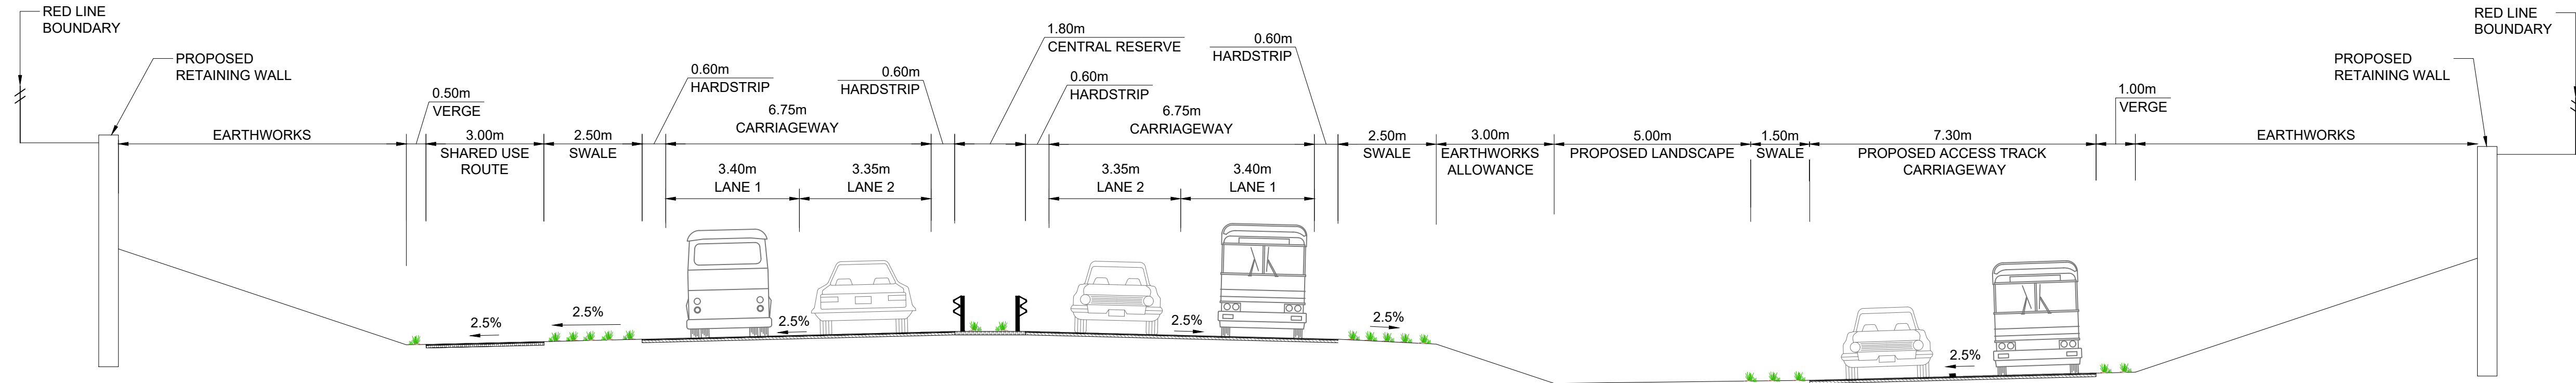 RED LINE
BOUNDARY
PROPOSED
RETAINING WALL
EARTHWORKS
0.50m
VERGE
3.00m
SHARED USE
ROUTE
2.50m
SWALE
0.60m
HARDSTRIP
6.75m
CARRIAGEWAY
3.40m
LANE 1
3.35m
LANE 2
0.60m
HARDSTRIP
1.80m
CENTRAL RESERVE
0.60m
HARDSTRIP
6.75m
CARRIAGEWAY
3.35m
LANE 2
3.40m
LANE 1
0.60m
HARDSTRIP
2.50m
SWALE
3.00m
EARTHWORKS
ALLOWANCE
5.00m
PROPOSED LANDSCAPE
1.50m
SWALE
7.30m
PROPOSED ACCESS TRACK
CARRIAGEWAY
1.00m
VERGE
EARTHWORKS
PROPOSED
RETAINING WALL
RED LINE
BOUNDARY
2.5%
2.5%
2.5%
2.5%
2.5%
2.5%